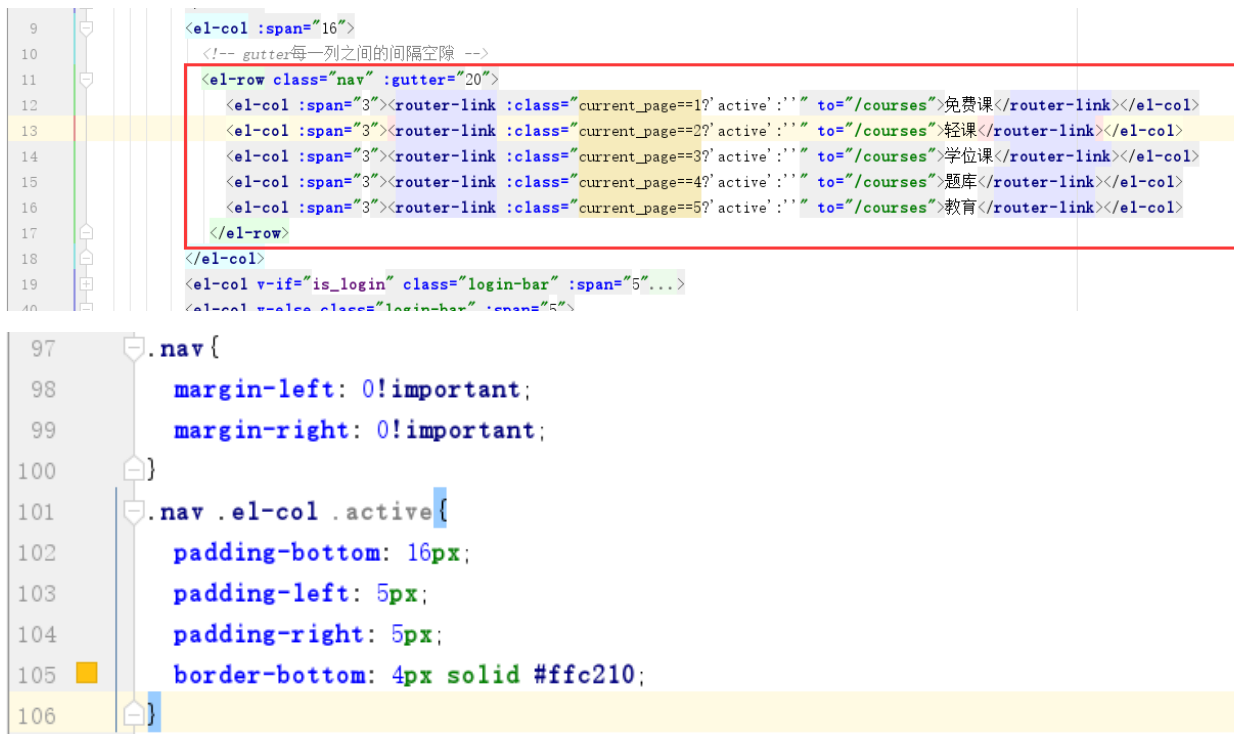 9 <el-col :span="16">
10 <!-- gutter每一列之间的间隔空隙 -->
11 <el-row class="nav" :gutter="20">
12 <el-col :span="3"><router-link :class="current_page==1?'active':''" to="/courses">免费课</router-link></el-col>
13 <el-col :span="3"><router-link :class="current_page==2?'active':''" to="/courses">轻课</router-link></el-col>
14 <el-col :span="3"><router-link :class="current_page==3?'active':''" to="/courses">学位课</router-link></el-col>
15 <el-col :span="3"><router-link :class="current_page==4?'active':''" to="/courses">题库</router-link></el-col>
16 <el-col :span="3"><router-link :class="current_page==5?'active':''" to="/courses">教育</router-link></el-col>
17 </el-row>
18 </el-col>
19 <el-col v-if="is_login" class="login-bar" :span="5"...>
40 <el-col v-else class="login-bar" :span="5">
97 .nav{
98 margin-left: 0!important;
99 margin-right: 0!important;
100 }
101 .nav .el-col .active{
102 padding-bottom: 16px;
103 padding-left: 5px;
104 padding-right: 5px;
105 border-bottom: 4px solid #ffc210;
106 }